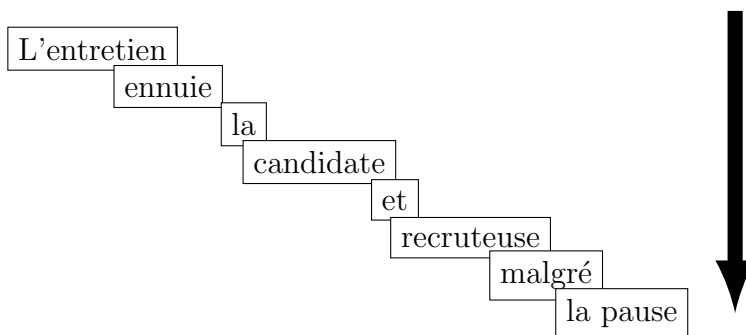 L'entretien
ennuie
la
candidate
et
recruteuse
malgré
la pause